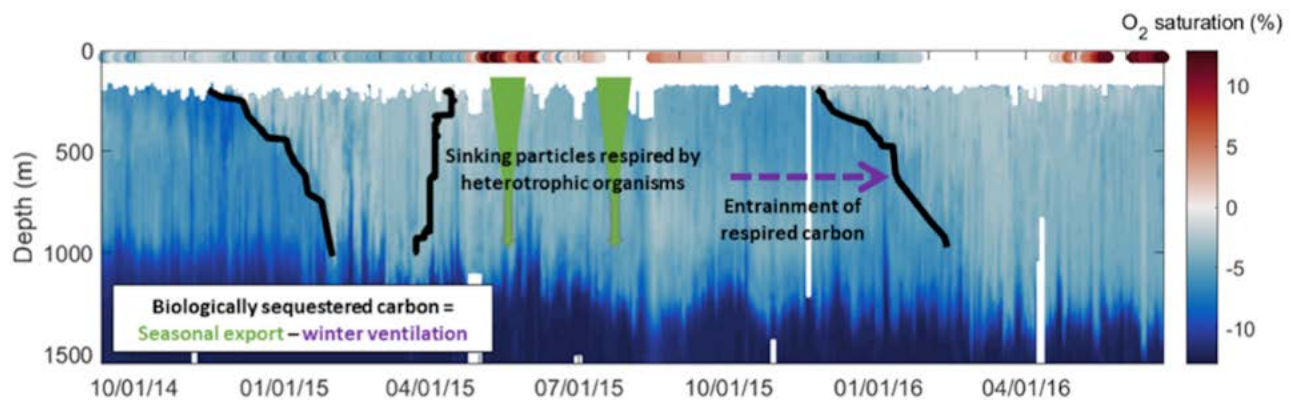 O2 saturation (%)
0
500
1000
1500
Depth (m)
Sinking particles respired by
heterotrophic organisms
Entrainment of
respired carbon
Biologically sequestered carbon =
Seasonal export – winter ventilation
10/01/14
01/01/15
04/01/15
07/01/15
10/01/15
01/01/16
04/01/16
10
5
0
-5
-10